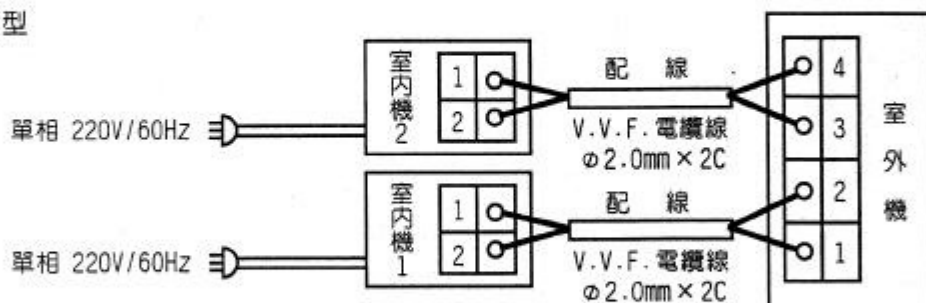 型
單相 220V/60Hz
室內機2
1
2
配 線
V.V.F.電纜線
φ2.0mm×2C
4
3
2
1
室外機
單相 220V/60Hz
室內機1
1
2
配 線
V.V.F.電纜線
φ2.0mm×2C